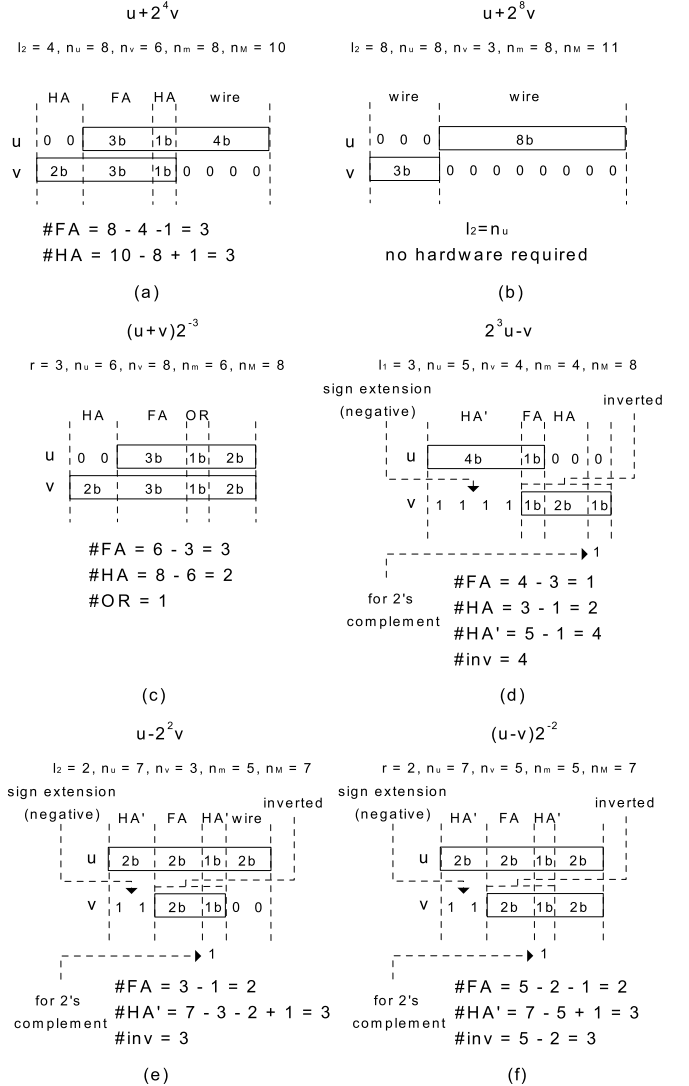 u+2⁴v
l₂ = 4, nᵤ = 8, nᵥ = 6, nₘ = 8, n_M = 10
HA FA HA wire
u 0 0 3b 1b 4b
v 2b 3b 1b 0 0 0 0
#FA = 8 - 4 -1 = 3
#HA = 10 - 8 + 1 = 3
(a)
u+2⁸v
l₂ = 8, nᵤ = 8, nᵥ = 3, nₘ = 8, n_M = 11
wire wire
u 0 0 0 8b
v 3b 0 0 0 0 0 0 0 0
l₂=nᵤ
no hardware required
(b)
(u+v)2⁻³
r = 3, nᵤ = 6, nᵥ = 8, nₘ = 6, n_M = 8
HA FA OR
u 0 0 3b 1b 2b
v 2b 3b 1b 2b
#FA = 6 - 3 = 3
#HA = 8 - 6 = 2
#OR = 1
(c)
2³u-v
l₁ = 3, nᵤ = 5, nᵥ = 4, nₘ = 4, n_M = 8
sign extension
(negative)
HA' FA HA
inverted
u 4b 1b 0 0 0
v 1 1 1 1 1b 2b 1b
1
for 2's
complement
#FA = 4 - 3 = 1
#HA = 3 - 1 = 2
#HA' = 5 - 1 = 4
#inv = 4
(d)
u-2²v
l₂ = 2, nᵤ = 7, nᵥ = 3, nₘ = 5, n_M = 7
sign extension
(negative)
HA' FA HA' wire
inverted
u 2b 2b 1b 2b
v 1 1 2b 1b 0 0
1
for 2's
complement
#FA = 3 - 1 = 2
#HA' = 7 - 3 - 2 + 1 = 3
#inv = 3
(e)
(u-v)2⁻²
r = 2, nᵤ = 7, nᵥ = 5, nₘ = 5, n_M = 7
sign extension
(negative)
HA' FA HA'
inverted
u 2b 2b 1b 2b
v 1 1 2b 1b 2b
1
for 2's
complement
#FA = 5 - 2 - 1 = 2
#HA' = 7 - 5 + 1 = 3
#inv = 5 - 2 = 3
(f)